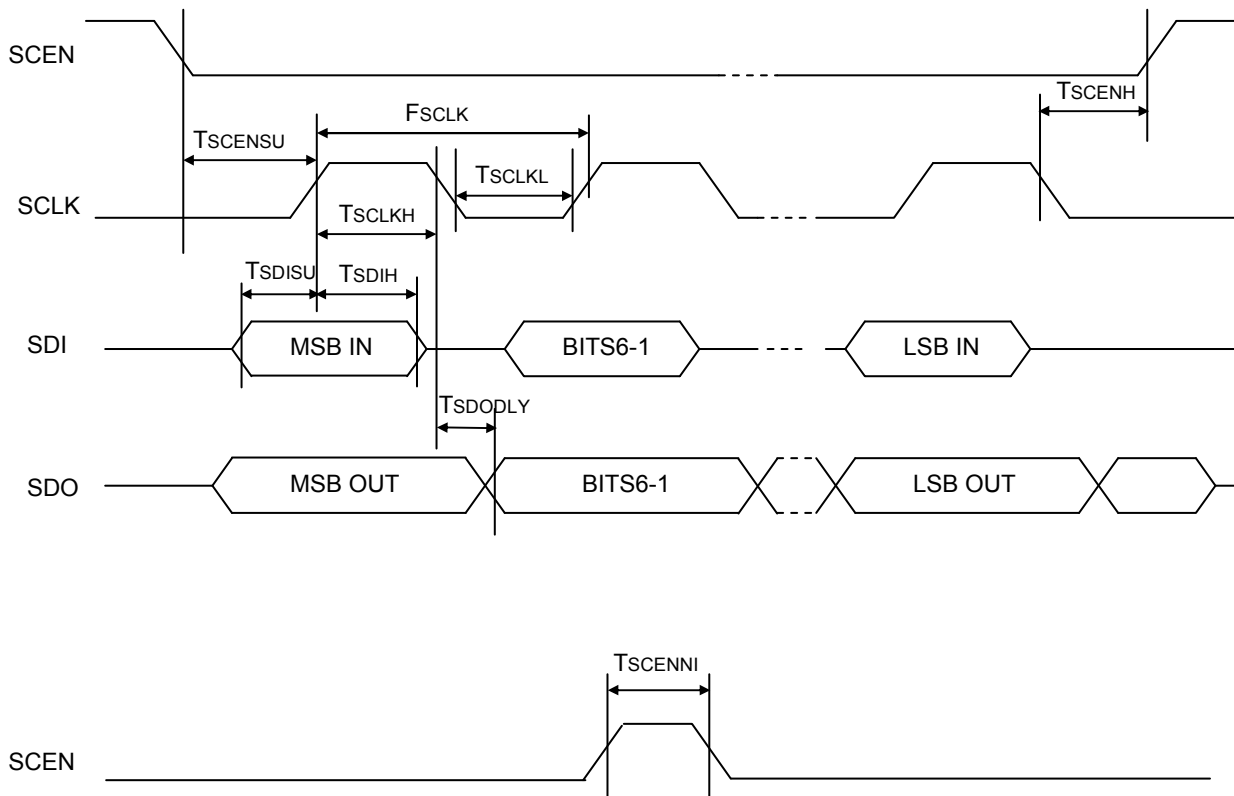 SCEN
TSCENH
FSCLK
TSCENSU
TSCLKL
SCLK
TSCLKH
TSDISU
TSDIH
SDI
MSB IN
BITS6-1
LSB IN
TSDODLY
SDO
MSB OUT
BITS6-1
LSB OUT
TSCENNI
SCEN